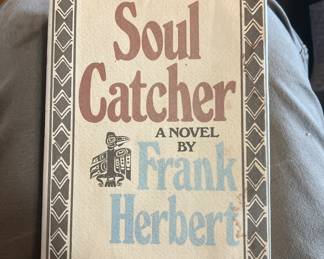 Soul
Catcher
A NOVEL
BY
Frank
Herbert